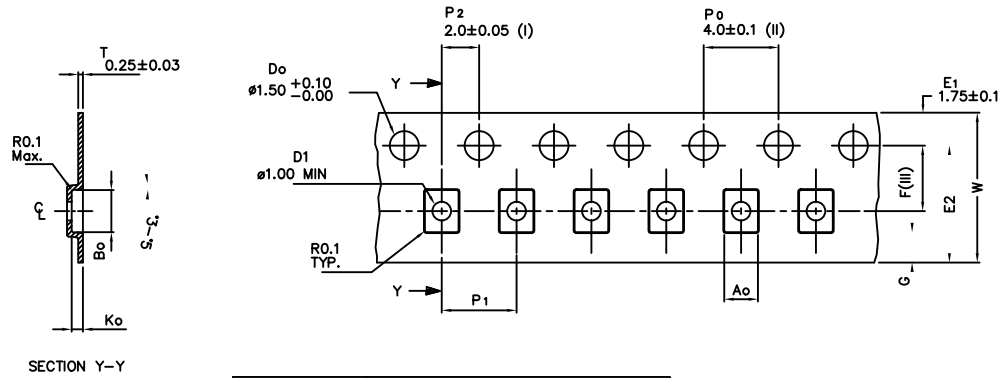 P2
2.0±0.05 (I)
Po
4.0±0.1 (II)
T
0.25±0.03
Do
ø1.50 +0.10
-0.00
Y
E1
1.75±0.1
R0.1
Max.
D1
ø1.00 MIN
F(III)
E2
W
℄
Bo
3°-5°
R0.1
TYP.
G
Y
P1
Ao
Ko
SECTION Y-Y